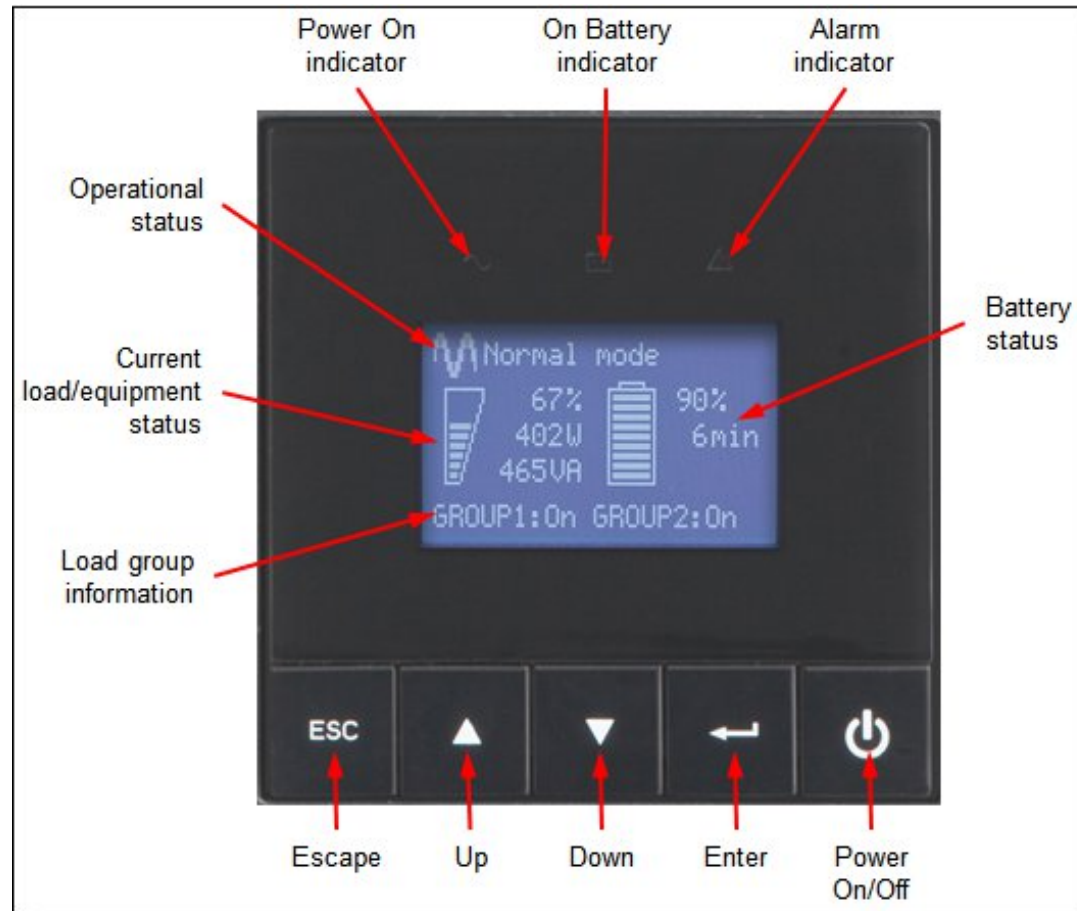 Power On
indicator
On Battery
indicator
Alarm
indicator
Operational
status
Battery
status
Current
load/equipment
status
Normal mode
67%
402W
465VA
90%
6min
GROUP1:On GROUP2:On
Load group
information
ESC
Escape
Up
Down
Enter
Power
On/Off